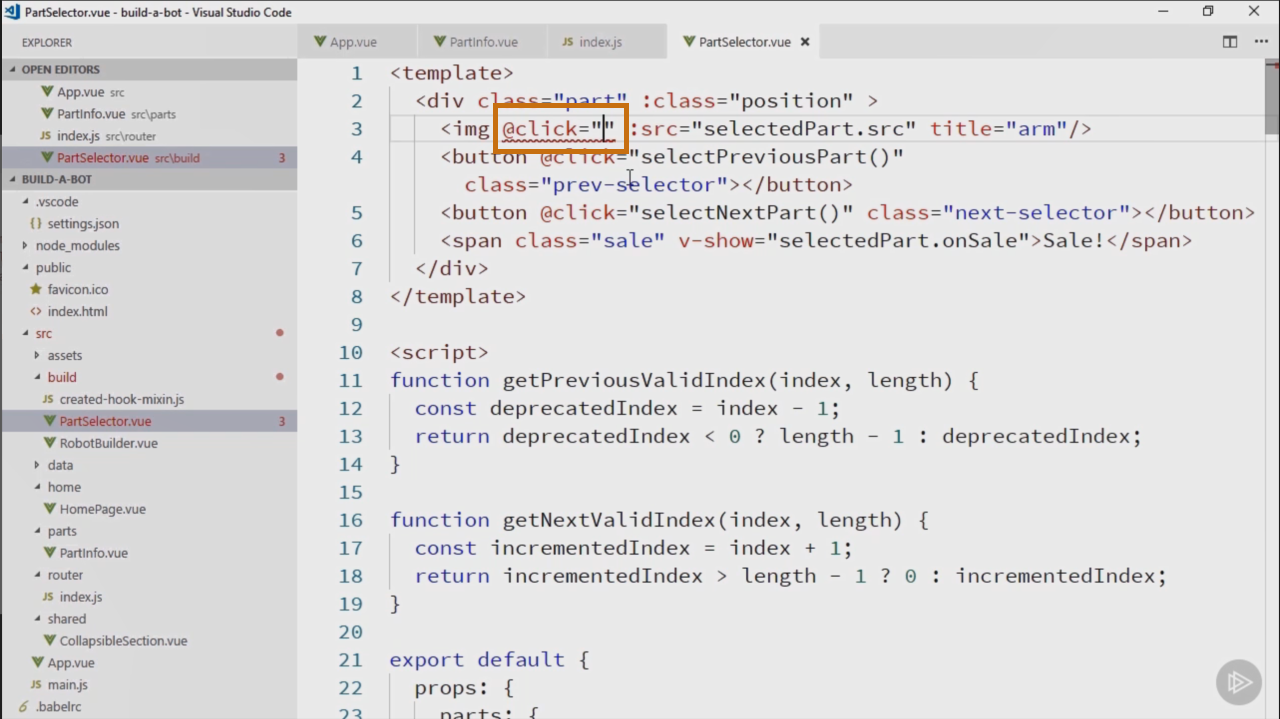 PartSelector.vue - build-a-bot - Visual Studio Code
EXPLORER
App.vue
PartInfo.vue
JS index.js
PartSelector.vue
OPEN EDITORS
App.vue src
PartInfo.vue src\parts
JS index.js src\router
PartSelector.vue src\build 3
BUILD-A-BOT
.vscode
{} settings.json
node_modules
public
favicon.ico
<> index.html
src
assets
build
JS created-hook-mixin.js
PartSelector.vue 3
RobotBuilder.vue
data
home
HomePage.vue
parts
PartInfo.vue
router
JS index.js
shared
CollapsibleSection.vue
App.vue
JS main.js
.babelrc
1 <template>
2 <div class="part" :class="position" >
3 <img @click="" :src="selectedPart.src" title="arm"/>
4 <button @click="selectPreviousPart()"
class="prev-selector"></button>
5 <button @click="selectNextPart()" class="next-selector"></button>
6 <span class="sale" v-show="selectedPart.onSale">Sale!</span>
7 </div>
8 </template>
9
10 <script>
11 function getPreviousValidIndex(index, length) {
12 const deprecatedIndex = index - 1;
13 return deprecatedIndex < 0 ? length - 1 : deprecatedIndex;
14 }
15
16 function getNextValidIndex(index, length) {
17 const incrementedIndex = index + 1;
18 return incrementedIndex > length - 1 ? 0 : incrementedIndex;
19 }
20
21 export default {
22 props: {
23 parts: {